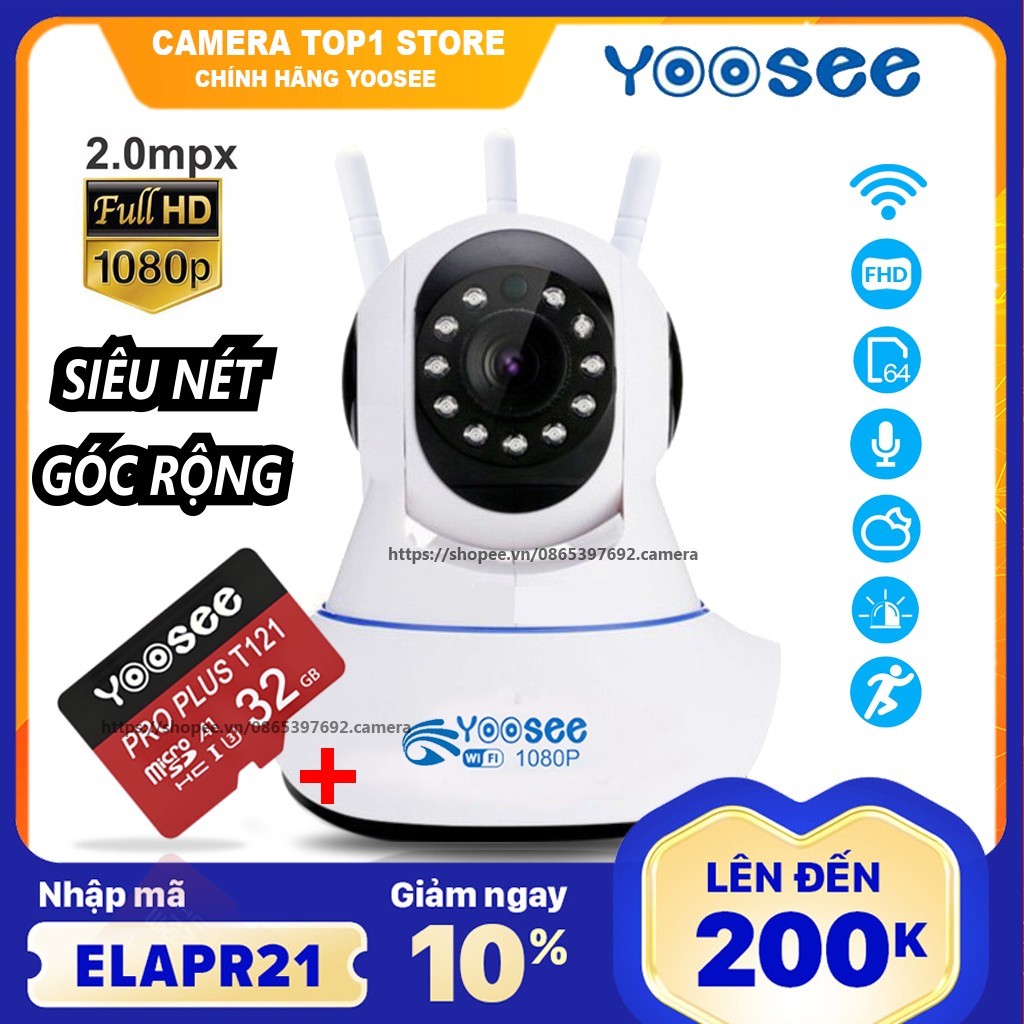 CAMERA TOP1 STORE
CHÍNH HÃNG YOOSEE
Yoosee
2.0mpx
Full HD
1080p
SIÊU NÉT
GÓC RỘNG
FHD
64
https://shopee.vn/0865397692.camera
Yoosee
PRO PLUS T121
micro SD A1 32 GB
HC I U3
https://shopee.vn/0865397692.camera
Yoosee
WiFi 1080P
Nhập mã
ELAPR21
Giảm ngay
10%
LÊN ĐẾN
200K